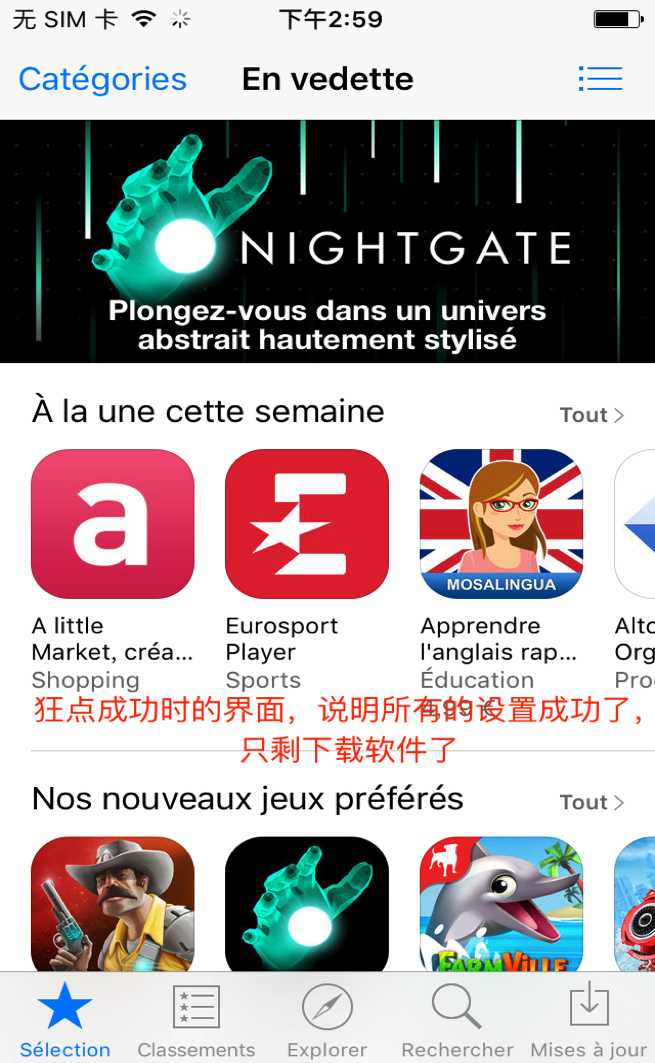 无 SIM 卡 下午2:59
Catégories En vedette
NIGHTGATE
Plongez-vous dans un univers
abstrait hautement stylisé
À la une cette semaine Tout >
a
MOSALINGUA
A little Eurosport Apprendre Alto
Market, créa... Player l'anglais rap... Org
Shopping Sports Éducation Pro
4,99 €
狂点成功时的界面，说明所有的设置成功了，
只剩下载软件了
Nos nouveaux jeux préférés Tout >
FARMVILLE
Sélection Classements Explorer Rechercher Mises à jour